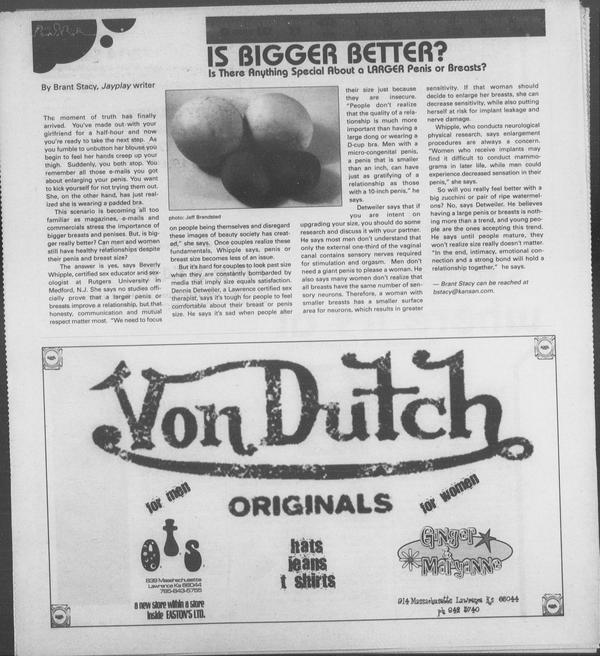 IS BIGGER BETTER?
Is There Anything Special About a LARGER Penis or Breasts?
By Brant Stacy, Jayplay writer
The moment of truth has finally
arrived. You've made out with your
girlfriend for a half-hour and now
you're ready to take the next step. As
you fumble to unbutton her blouse you
begin to feel her hands creep up your
thigh. Suddenly, you both stop. You
remember all those e-mails you got
about enlarging your penis. You want
to kick yourself for not trying them out.
She, on the other hand, has just real-
ized she is wearing a padded bra.
This scenario is becoming all too
familiar as magazines, e-mails and
commercials stress the importance of
bigger breasts and penises. But, is big-
ger really better? Can men and women
still have healthy relationships despite
their penis and breast size?
The answer is yes, says Beverly
Whipple, certified sex educator and sex-
ologist at Rutgers University in
Medford, N.J. She says no studies offi-
cially prove that a larger penis or
breasts improve a relationship, but that
honesty, communication and mutual
respect matter most. "We need to focus
photo: Jeff Brandsted
on people being themselves and disregard
these images of beauty society has creat-
ed," she says. Once couples realize these
fundamentals, Whipple says, penis or
breast size becomes less of an issue.
But it's hard for couples to look past size
when they are constantly bombarded by
media that imply size equals satisfaction.
Dennis Detweiler, a Lawrence certified sex
therapist, says it's tough for people to feel
comfortable about their breast or penis
size. He says it's sad when people alter
their size just because
they are insecure.
"People don't realize
that the quality of a rela-
tionship is much more
important than having a
large dong or wearing a
D-cup bra. Men with a
micro-congenital penis,
a penis that is smaller
than an inch, can have
just as gratifying of a
relationship as those
with a 10-inch penis," he
says.
Detweiler says that if
you are intent on
upgrading your size, you should do some
research and discuss it with your partner.
He says most men don't understand that
only the external one-third of the vaginal
canal contains sensory nerves required
for stimulation and orgasm. Men don't
need a giant penis to please a woman. He
also says many women don't realize that
all breasts have the same number of sen-
sory neurons. Therefore, a woman with
smaller breasts has a smaller surface
area for neurons, which results in greater
sensitivity. If that woman should
decide to enlarge her breasts, she can
decrease sensitivity, while also putting
herself at risk for implant leakage and
nerve damage.
Whipple, who conducts neurological
physical research, says enlargement
procedures are always a concern.
"Women who receive implants may
find it difficult to conduct mammo-
grams in later life, while men could
experience decreased sensation in their
penis," she says.
So will you really feel better with a
big zucchini or pair of ripe watermel-
ons? No, says Detweiler. He believes
having a large penis or breasts is noth-
ing more than a trend, and young peo-
ple are the ones accepting this trend.
He says until people mature, they
won't realize size really doesn't matter.
"In the end, intimacy, emotional con-
nection and a strong bond will hold a
relationship together," he says.
— Brant Stacy can be reached at
bstacy@kansan.com.
Von Dutch
ORIGINALS
for men
for women
O.T.'s
839 Massachusetts
Lawrence Ks 66044
785-843-5755
a new store within a store
Inside EASTON'S LTD.
hats
jeans
t shirts
Ginger
& Maryanne
914 Massachusetts Lawrence Ks 66044
ph 942 3740